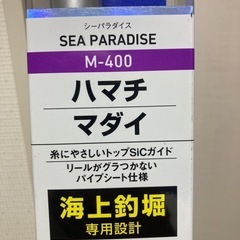 シーパラダイス
SEA PARADISE
M-400
ハマチ
マダイ
糸にやさしいトップSiCガイド
リールがグラつかない
パイプシート仕様
海上釣堀
専用設計